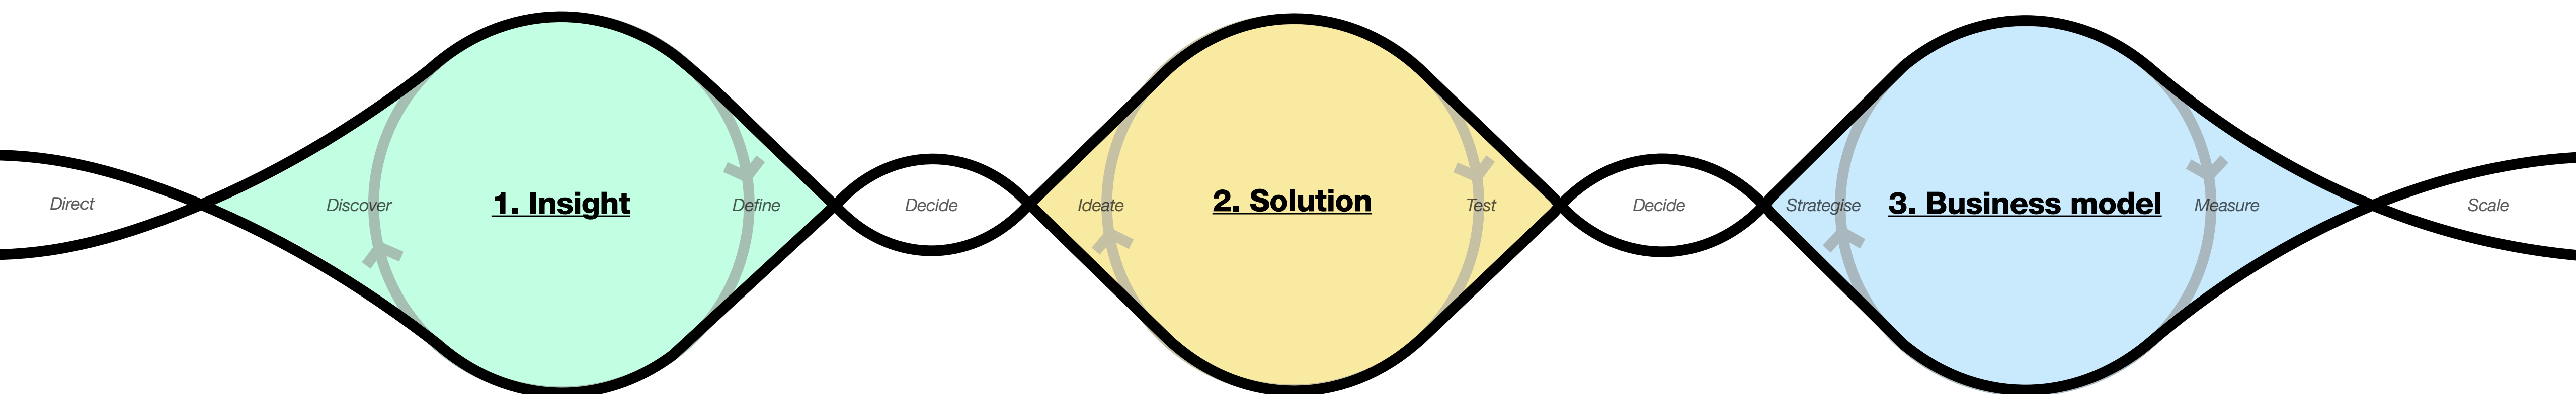 Direct
Discover
1. Insight
Define
Decide
Ideate
2. Solution
Test
Decide
Strategise
3. Business model
Measure
Scale